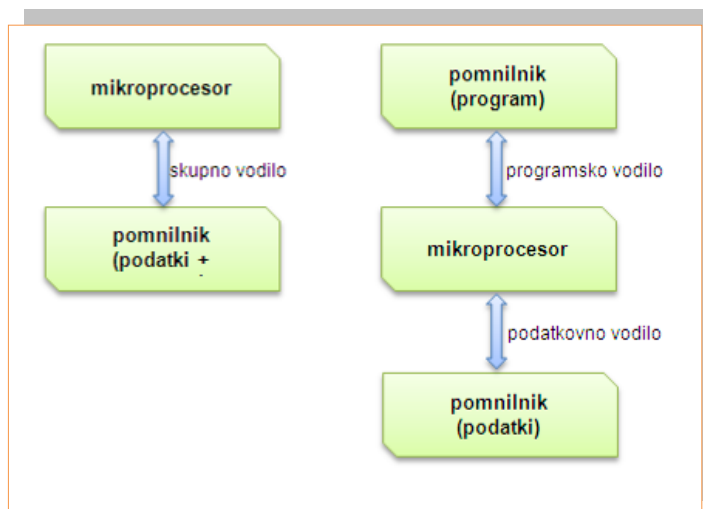 mikroprocesor
skupno vodilo
pomnilnik
(podatki +
pomnilnik
(program)
programsko vodilo
mikroprocesor
podatkovno vodilo
pomnilnik
(podatki)